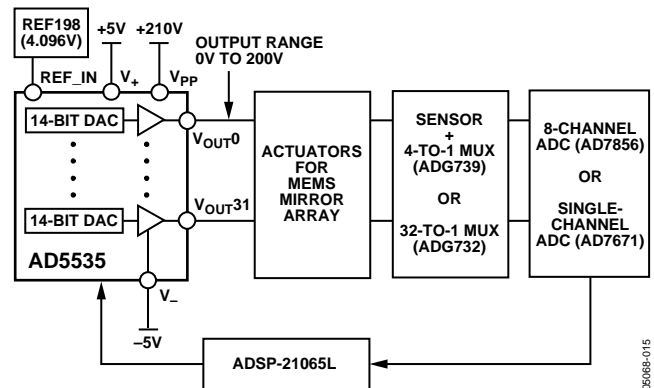 REF198
(4.096V)
+5V
+210V
OUTPUT RANGE
0V TO 200V
REF_IN
V+
VPP
14-BIT DAC
VOUT0
14-BIT DAC
VOUT31
AD5535
V–
–5V
ACTUATORS
FOR
MEMS
MIRROR
ARRAY
SENSOR
+
4-TO-1 MUX
(ADG739)
OR
32-TO-1 MUX
(ADG732)
8-CHANNEL
ADC (AD7856)
OR
SINGLE-
CHANNEL
ADC (AD7671)
ADSP-21065L
05068-015